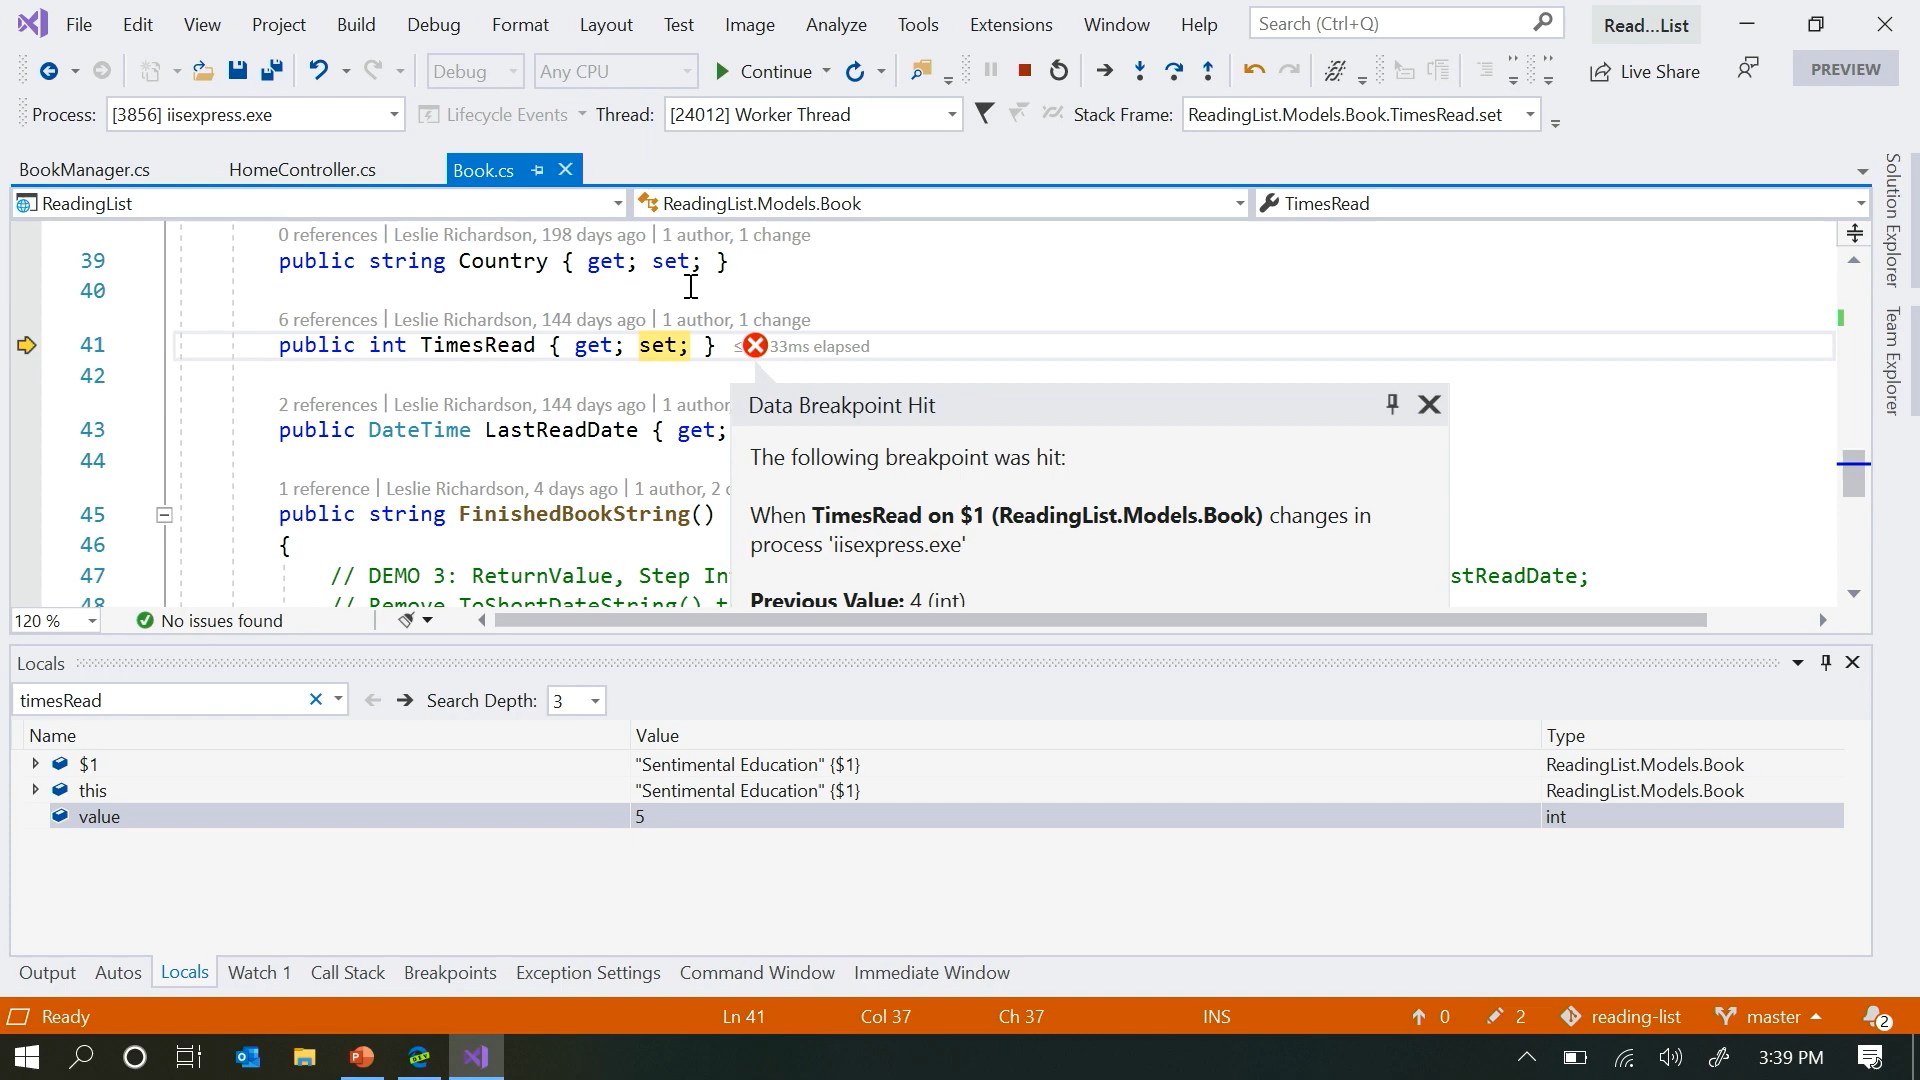 File Edit View Project Build Debug Format Layout Test Image Analyze Tools Extensions Window Help Search (Ctrl+Q) Read...List
Debug Any CPU Continue Live Share PREVIEW
Process: [3856] iisexpress.exe Lifecycle Events Thread: [24012] Worker Thread Stack Frame: ReadingList.Models.Book.TimesRead.set
BookManager.cs HomeController.cs Book.cs
ReadingList ReadingList.Models.Book TimesRead
0 references | Leslie Richardson, 198 days ago | 1 author, 1 change
39 public string Country { get; set; }
40
6 references | Leslie Richardson, 144 days ago | 1 author, 1 change
41 public int TimesRead { get; set; } ≤ 33ms elapsed
42
2 references | Leslie Richardson, 144 days ago | 1 author
43 public DateTime LastReadDate { get;
44
1 reference | Leslie Richardson, 4 days ago | 1 author, 2
45 public string FinishedBookString()
46 {
47 // DEMO 3: ReturnValue, Step In stReadDate;
48 // Remove ToShortDateString() t
Data Breakpoint Hit
The following breakpoint was hit:
When TimesRead on $1 (ReadingList.Models.Book) changes in
process 'iisexpress.exe'
Previous Value: 4 (int)
120 % No issues found
Locals
timesRead Search Depth: 3
Name Value Type
$1 "Sentimental Education" {$1} ReadingList.Models.Book
this "Sentimental Education" {$1} ReadingList.Models.Book
value 5 int
Output Autos Locals Watch 1 Call Stack Breakpoints Exception Settings Command Window Immediate Window
Ready Ln 41 Col 37 Ch 37 INS 0 2 reading-list master 2
3:39 PM
Solution Explorer
Team Explorer